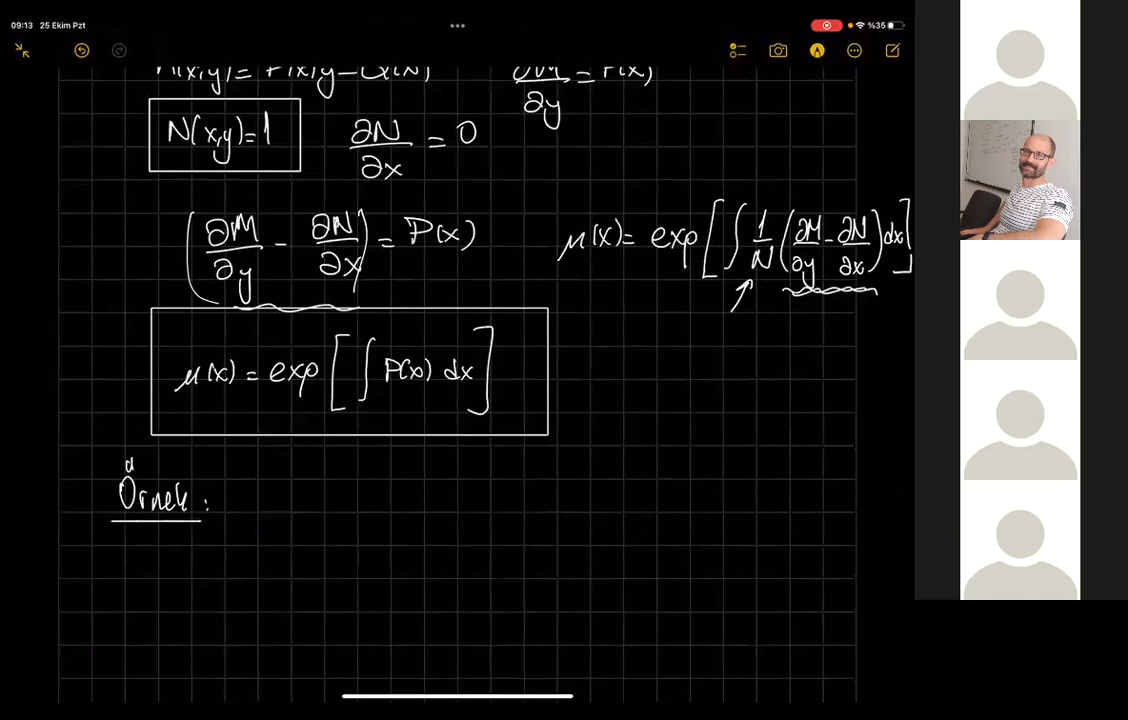 09:13 25 Ekim Pzt
%35
M(x,y) = P(x)y - Q(x) ∂M/∂y = P(x)
N(x,y)=1 ∂N/∂x = 0
(∂M/∂y - ∂N/∂x) = P(x) μ(x) = exp[∫ 1/N (∂M/∂y - ∂N/∂x) dx]
μ(x) = exp [∫ P(x) dx]
Örnek :